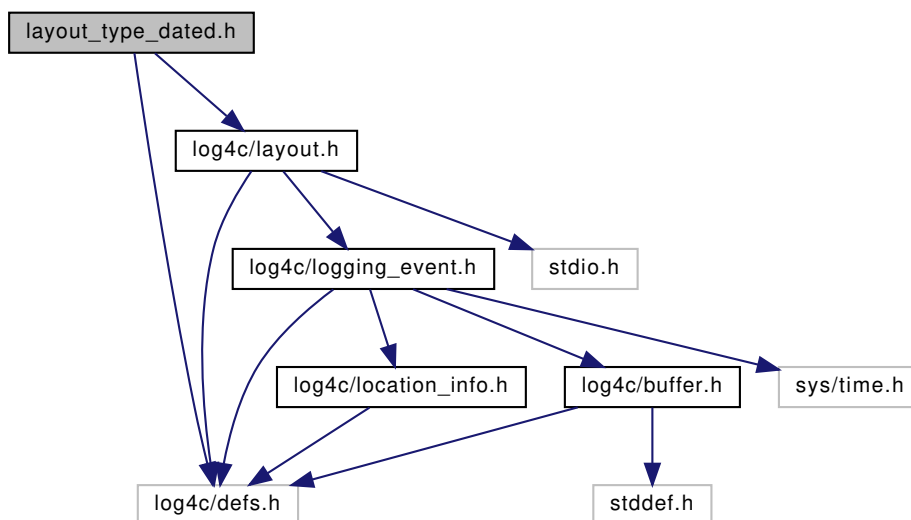 layout_type_dated.h
log4c/layout.h
log4c/logging_event.h
stdio.h
log4c/location_info.h
log4c/buffer.h
sys/time.h
log4c/defs.h
stddef.h